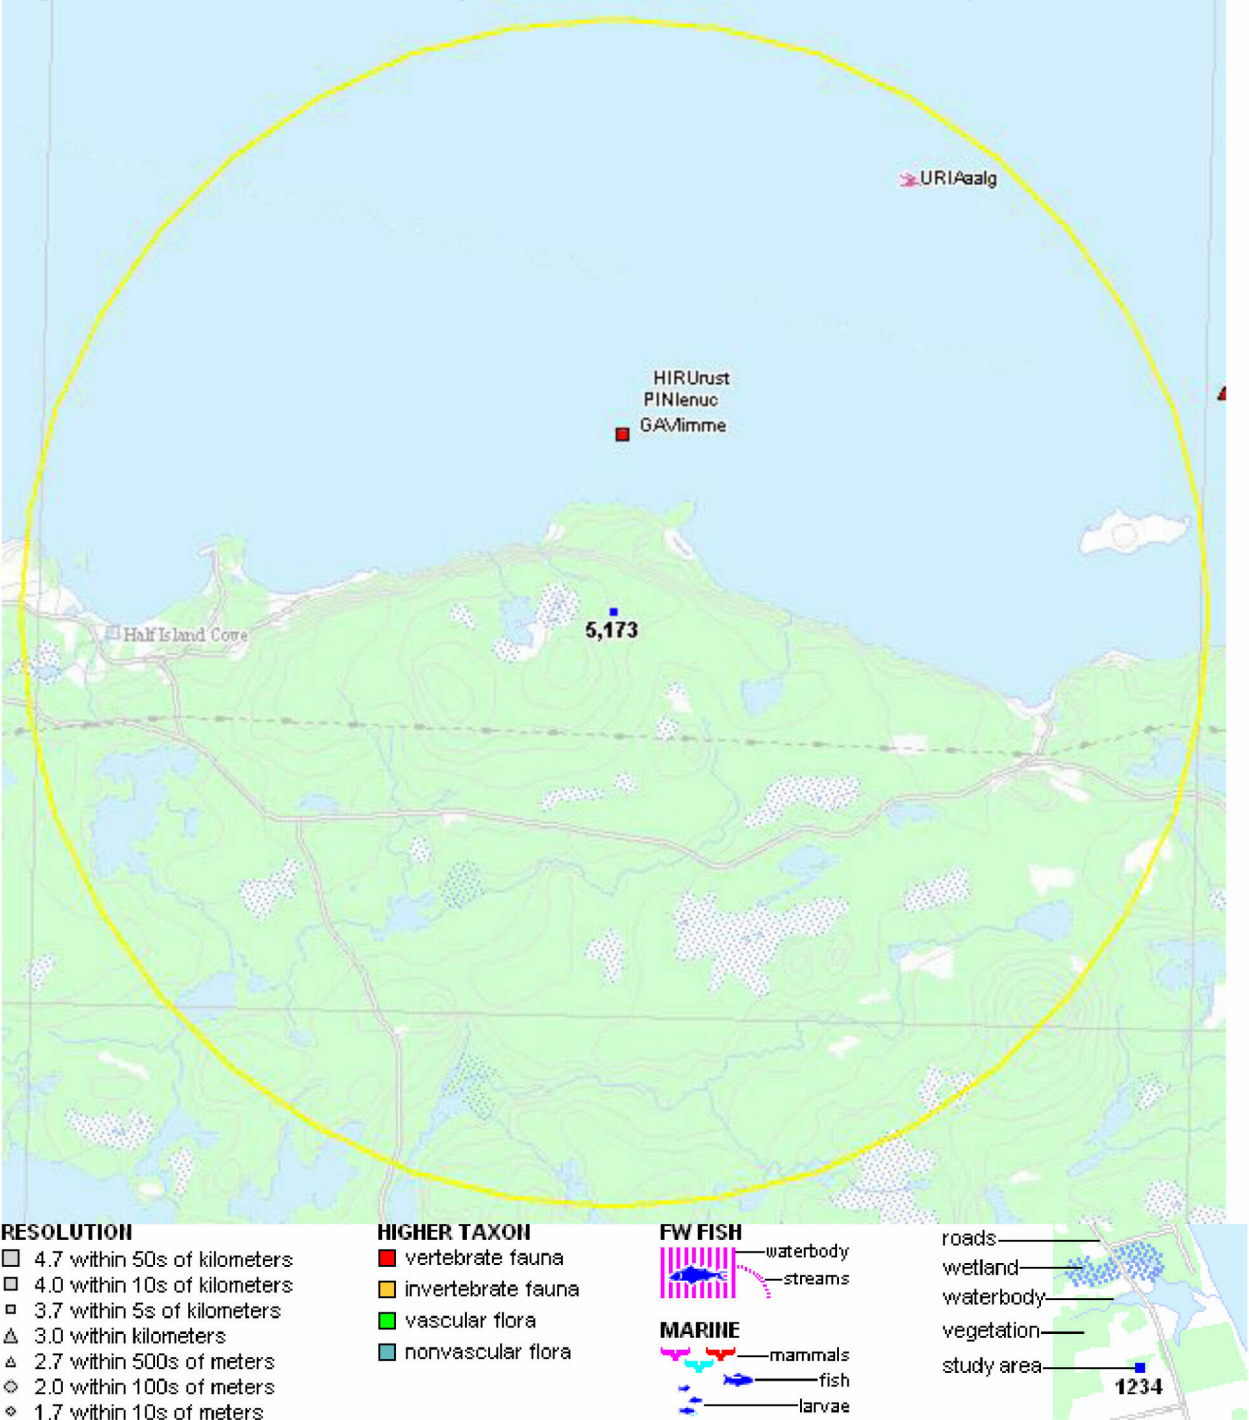 URIAaalg
HIRUrust
PINIenuc
GAVIimme
Half Island Cove
5,173
RESOLUTION
4.7 within 50s of kilometers
4.0 within 10s of kilometers
3.7 within 5s of kilometers
3.0 within kilometers
2.7 within 500s of meters
2.0 within 100s of meters
1.7 within 10s of meters
HIGHER TAXON
vertebrate fauna
invertebrate fauna
vascular flora
nonvascular flora
FW FISH
waterbody
streams
MARINE
mammals
fish
larvae
roads
wetland
waterbody
vegetation
study area
1234